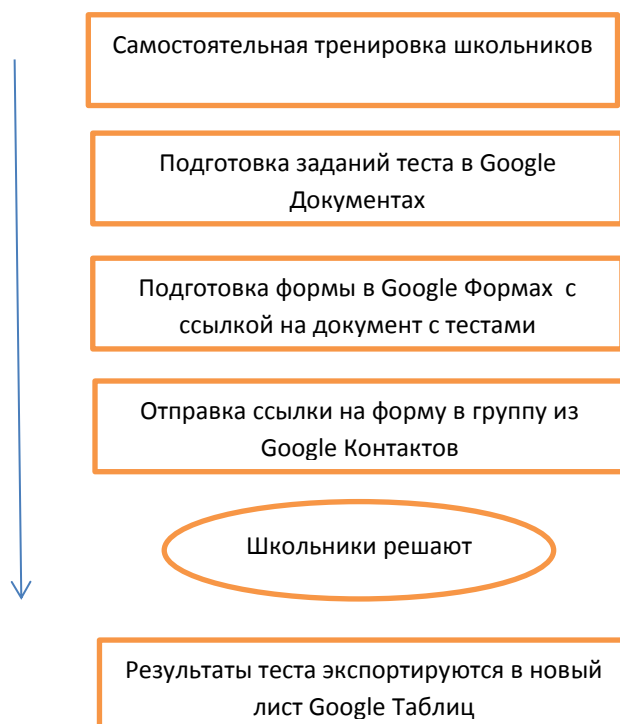 Самостоятельная тренировка школьников
Подготовка заданий теста в Google
Документах
Подготовка формы в Google Формах с
ссылкой на документ с тестами
Отправка ссылки на форму в группу из
Google Контактов
Школьники решают
Результаты теста экспортируются в новый
лист Google Таблиц